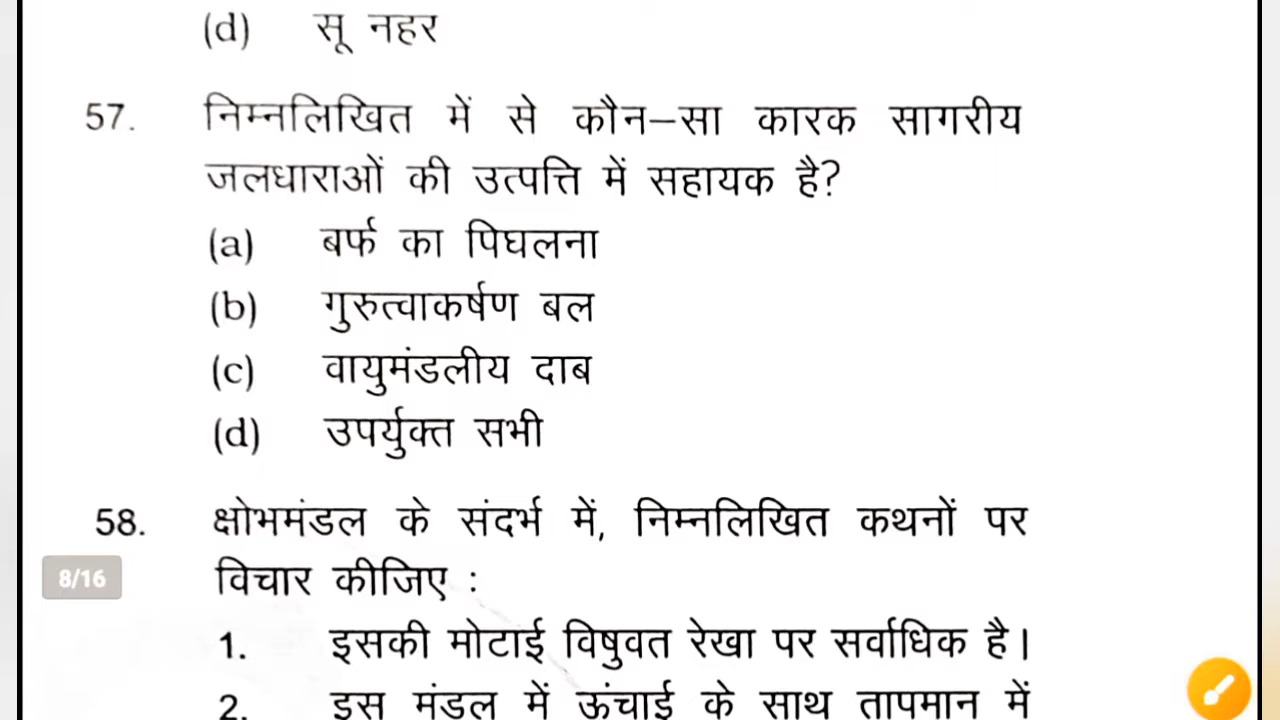 (d) सू नहर
57. निम्नलिखित में से कौन-सा कारक सागरीय
जलधाराओं की उत्पत्ति में सहायक है?
(a) बर्फ का पिघलना
(b) गुरुत्वाकर्षण बल
(c) वायुमंडलीय दाब
(d) उपर्युक्त सभी
58. क्षोभमंडल के संदर्भ में, निम्नलिखित कथनों पर
8/16
विचार कीजिए :
1. इसकी मोटाई विषुवत रेखा पर सर्वाधिक है।
2. इस मंडल में ऊंचाई के साथ तापमान में